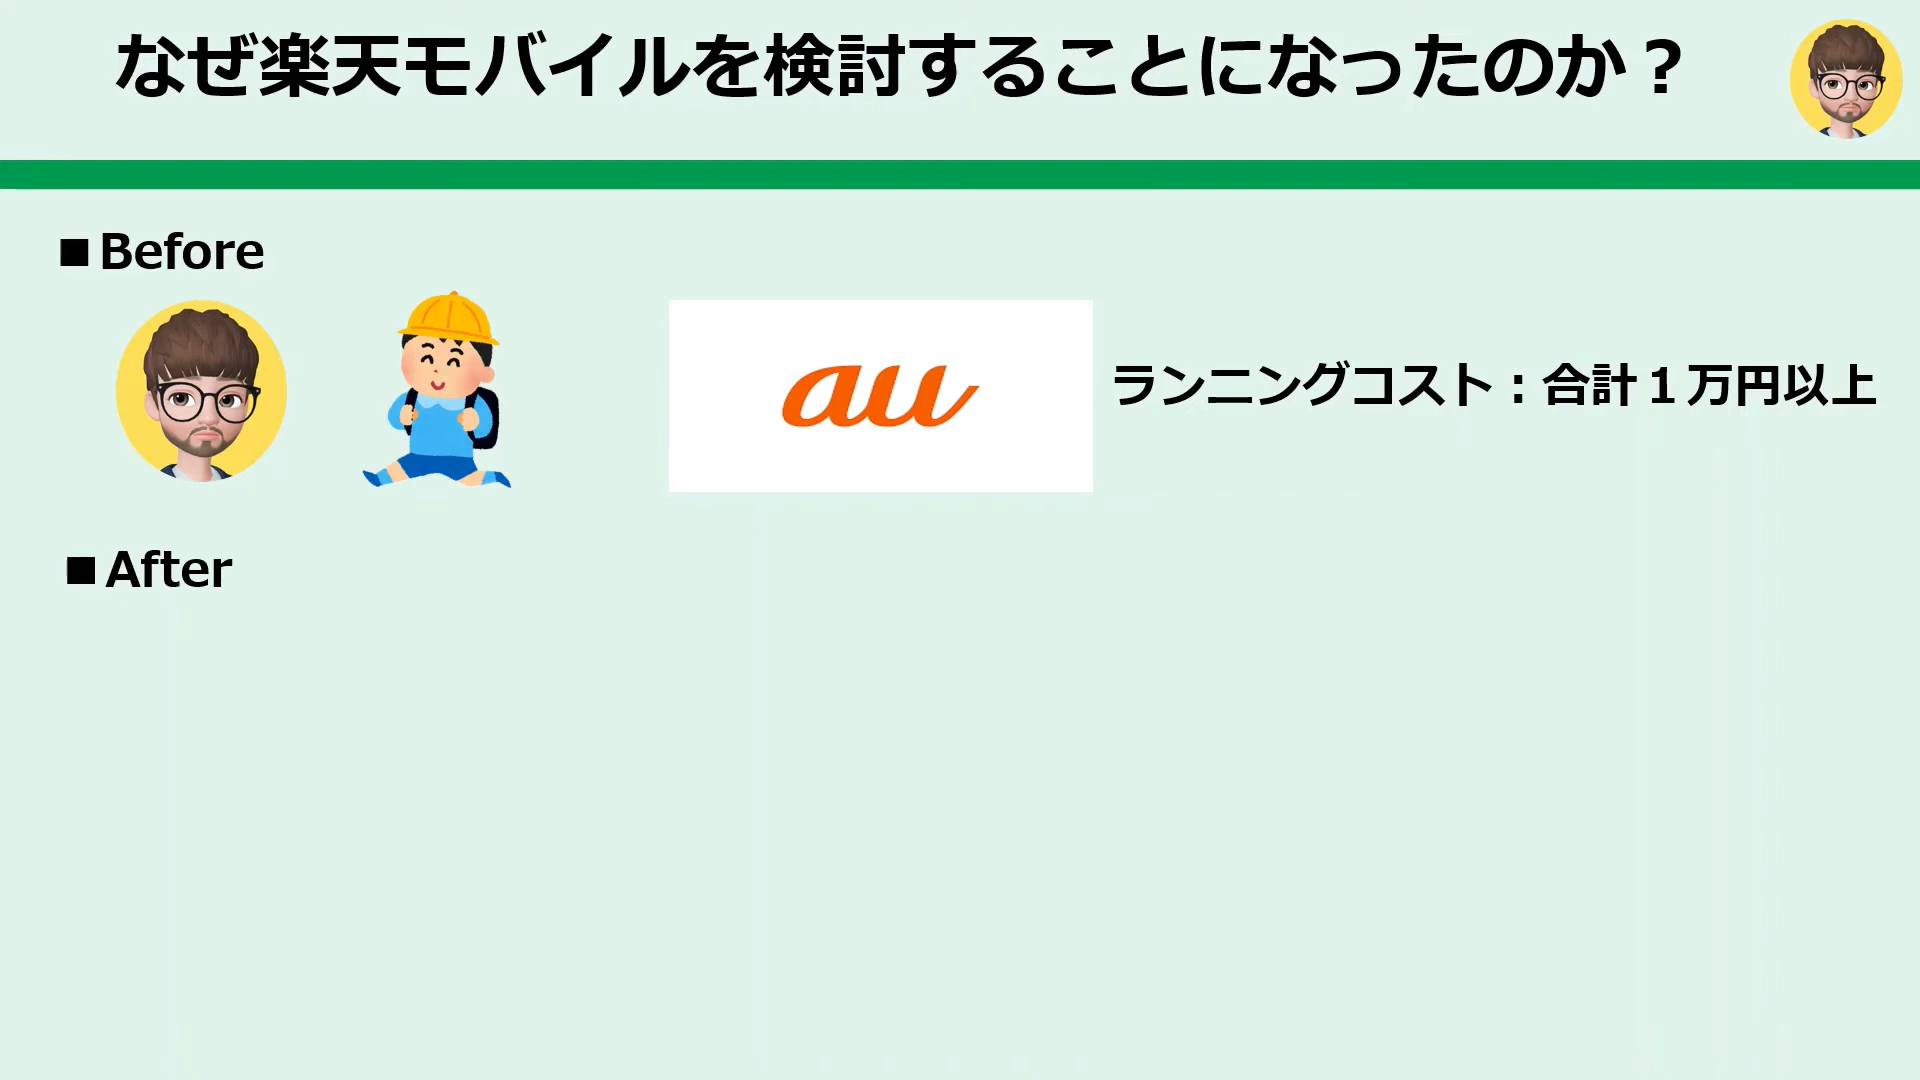 なぜ楽天モバイルを検討することになったのか？
■Before
au
ランニングコスト：合計１万円以上
■After